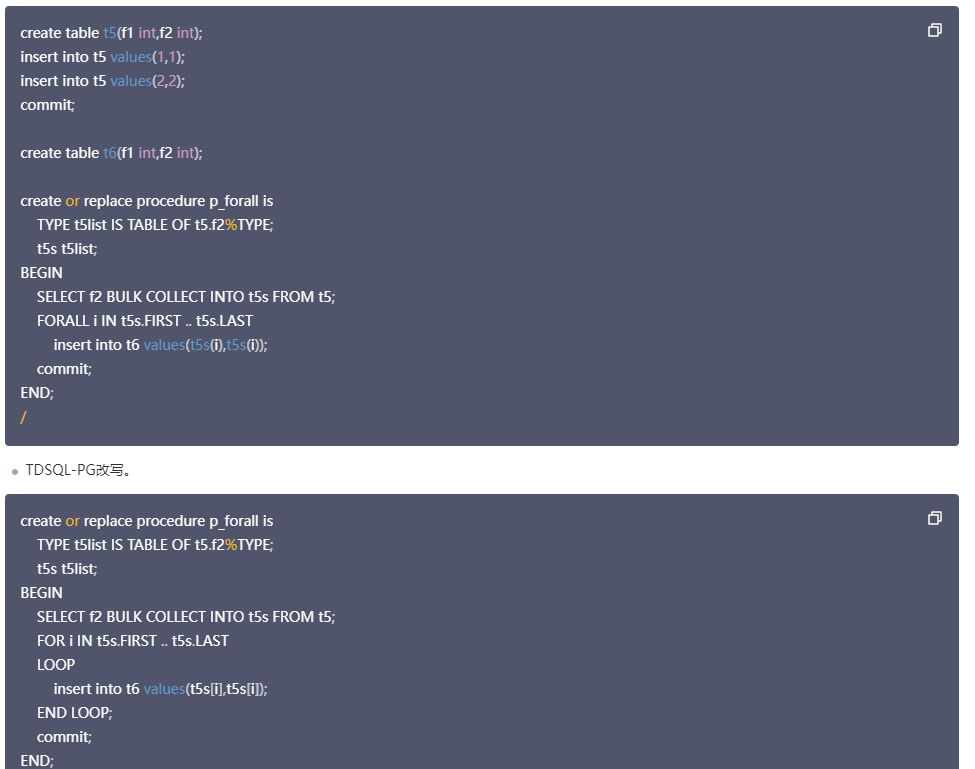 create table t5(f1 int,f2 int);
insert into t5 values(1,1);
insert into t5 values(2,2);
commit;
create table t6(f1 int,f2 int);
create or replace procedure p_forall is
TYPE t5list IS TABLE OF t5.f2%TYPE;
t5s t5list;
BEGIN
SELECT f2 BULK COLLECT INTO t5s FROM t5;
FORALL i IN t5s.FIRST .. t5s.LAST
insert into t6 values(t5s(i),t5s(i));
commit;
END;
/
TDSQL-PG改写。
create or replace procedure p_forall is
TYPE t5list IS TABLE OF t5.f2%TYPE;
t5s t5list;
BEGIN
SELECT f2 BULK COLLECT INTO t5s FROM t5;
FOR i IN t5s.FIRST .. t5s.LAST
LOOP
insert into t6 values(t5s[i],t5s[i]);
END LOOP;
commit;
END;